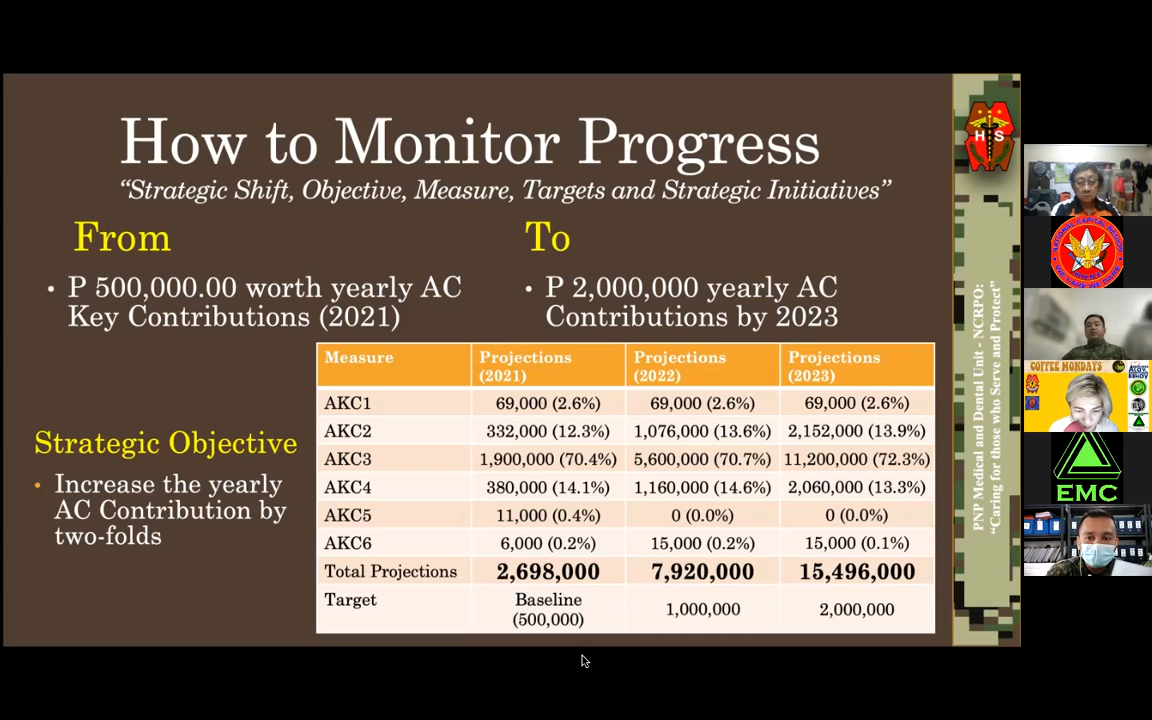 How to Monitor Progress
“Strategic Shift, Objective, Measure, Targets and Strategic Initiatives”
From
• P 500,000.00 worth yearly AC
Key Contributions (2021)
To
• P 2,000,000 yearly AC
Contributions by 2023
Strategic Objective
• Increase the yearly
AC Contribution by
two-folds
Measure Projections (2021) Projections (2022) Projections (2023)
AKC1 69,000 (2.6%) 69,000 (2.6%) 69,000 (2.6%)
AKC2 332,000 (12.3%) 1,076,000 (13.6%) 2,152,000 (13.9%)
AKC3 1,900,000 (70.4%) 5,600,000 (70.7%) 11,200,000 (72.3%)
AKC4 380,000 (14.1%) 1,160,000 (14.6%) 2,060,000 (13.3%)
AKC5 11,000 (0.4%) 0 (0.0%) 0 (0.0%)
AKC6 6,000 (0.2%) 15,000 (0.2%) 15,000 (0.1%)
Total Projections 2,698,000 7,920,000 15,496,000
Target Baseline (500,000) 1,000,000 2,000,000
H S
PNP Medical and Dental Unit - NCRPO:
“Caring for those who Serve and Protect”
NATIONAL CAPITAL REGION
WE CARE
COFFEE MONDAYS
EMC